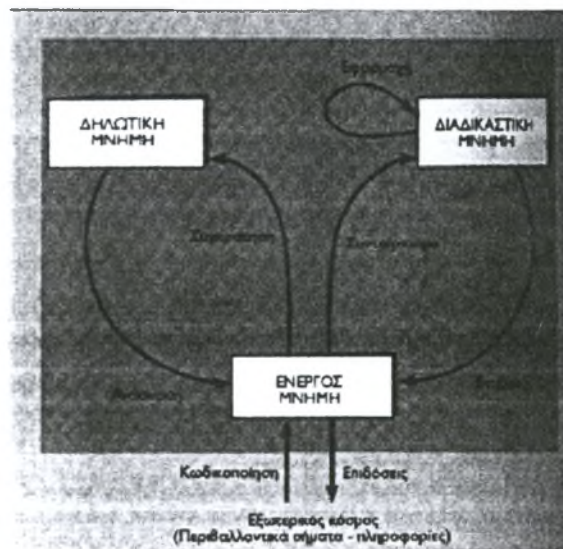 Εφαρμογή
ΔΗΛΩΤΙΚΗ
ΜΝΗΜΗ
ΔΙΑΔΙΚΑΣΤΙΚΗ
ΜΝΗΜΗ
ΕΝΕΡΓΟΣ
ΜΝΗΜΗ
Κωδικοποίηση
Επιδόσεις
Εξωτερικός κόσμος
(Περιβαλλοντικά σήματα - πληροφορίες)